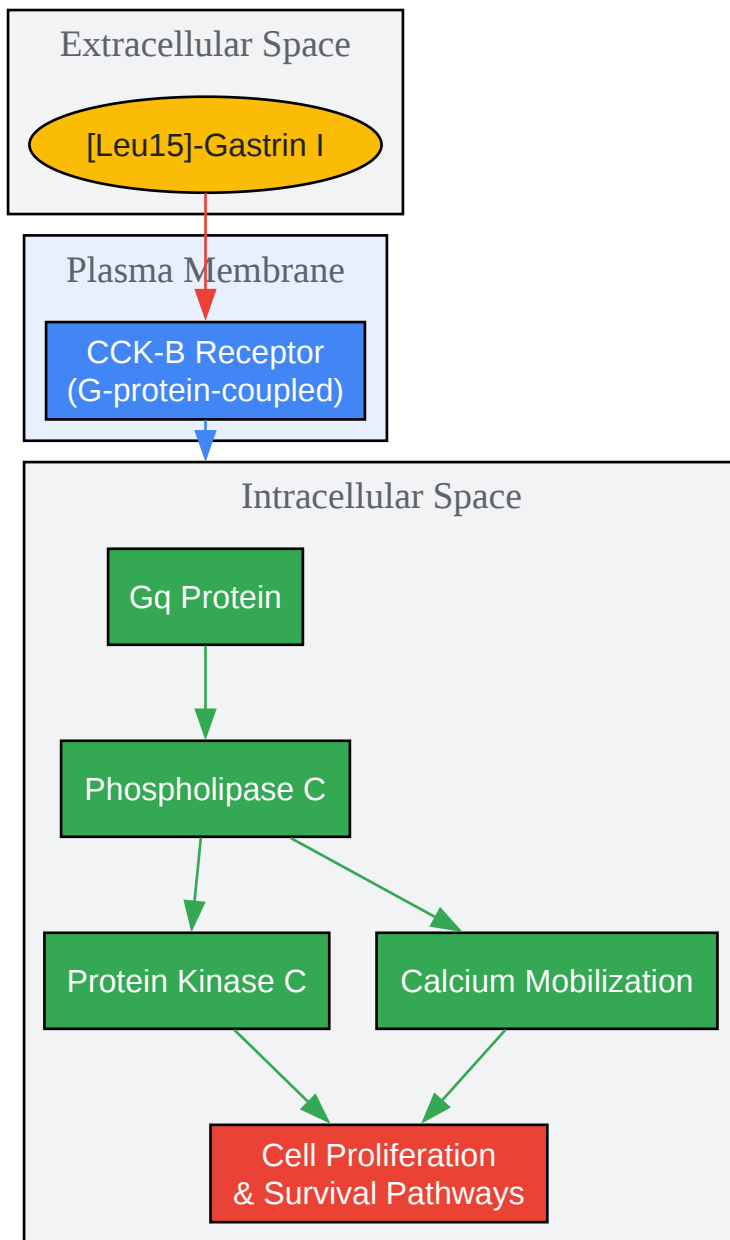 Extracellular Space
[Leu15]-Gastrin I
Plasma Membrane
CCK-B Receptor
(G-protein-coupled)
Intracellular Space
Gq Protein
Phospholipase C
Protein Kinase C
Calcium Mobilization
Cell Proliferation
& Survival Pathways